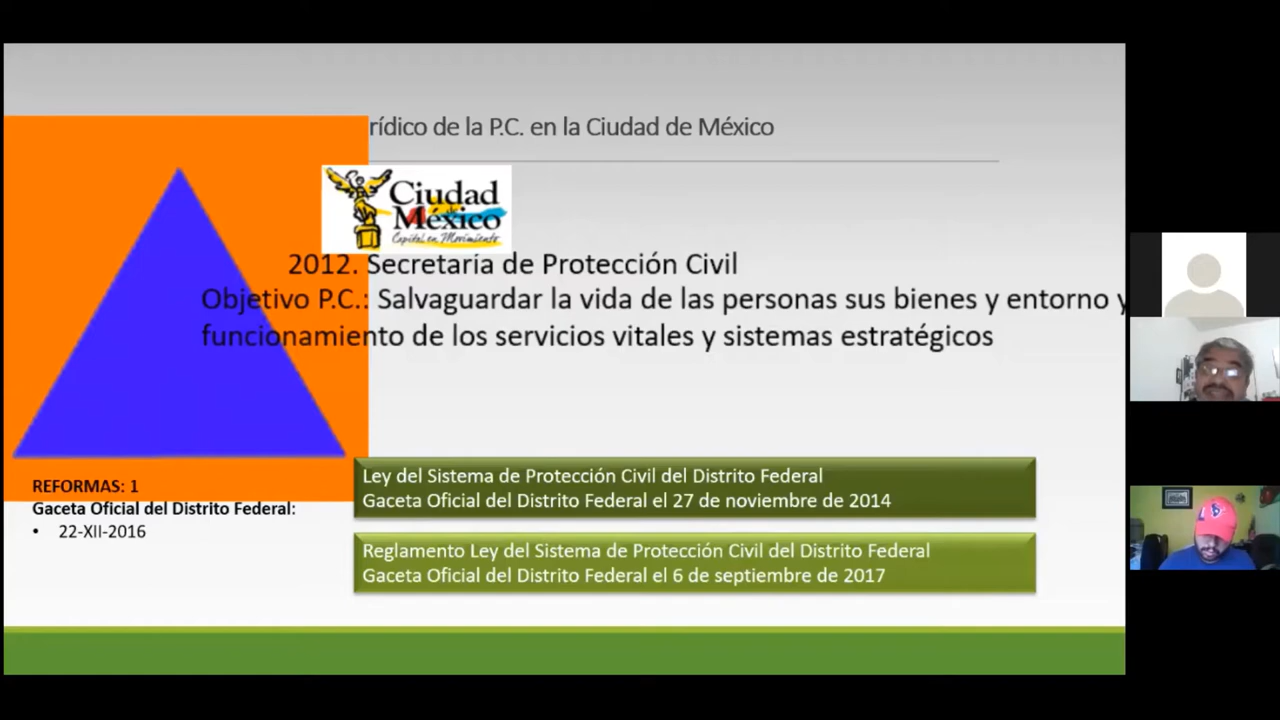 rídico de la P.C. en la Ciudad de México
Ciudad
de
México
Capital en Movimiento
2012. Secretaría de Protección Civil
Objetivo P.C.: Salvaguardar la vida de las personas sus bienes y entorno y
funcionamiento de los servicios vitales y sistemas estratégicos
Ley del Sistema de Protección Civil del Distrito Federal
Gaceta Oficial del Distrito Federal el 27 de noviembre de 2014
REFORMAS: 1
Gaceta Oficial del Distrito Federal:
• 22-XII-2016
Reglamento Ley del Sistema de Protección Civil del Distrito Federal
Gaceta Oficial del Distrito Federal el 6 de septiembre de 2017